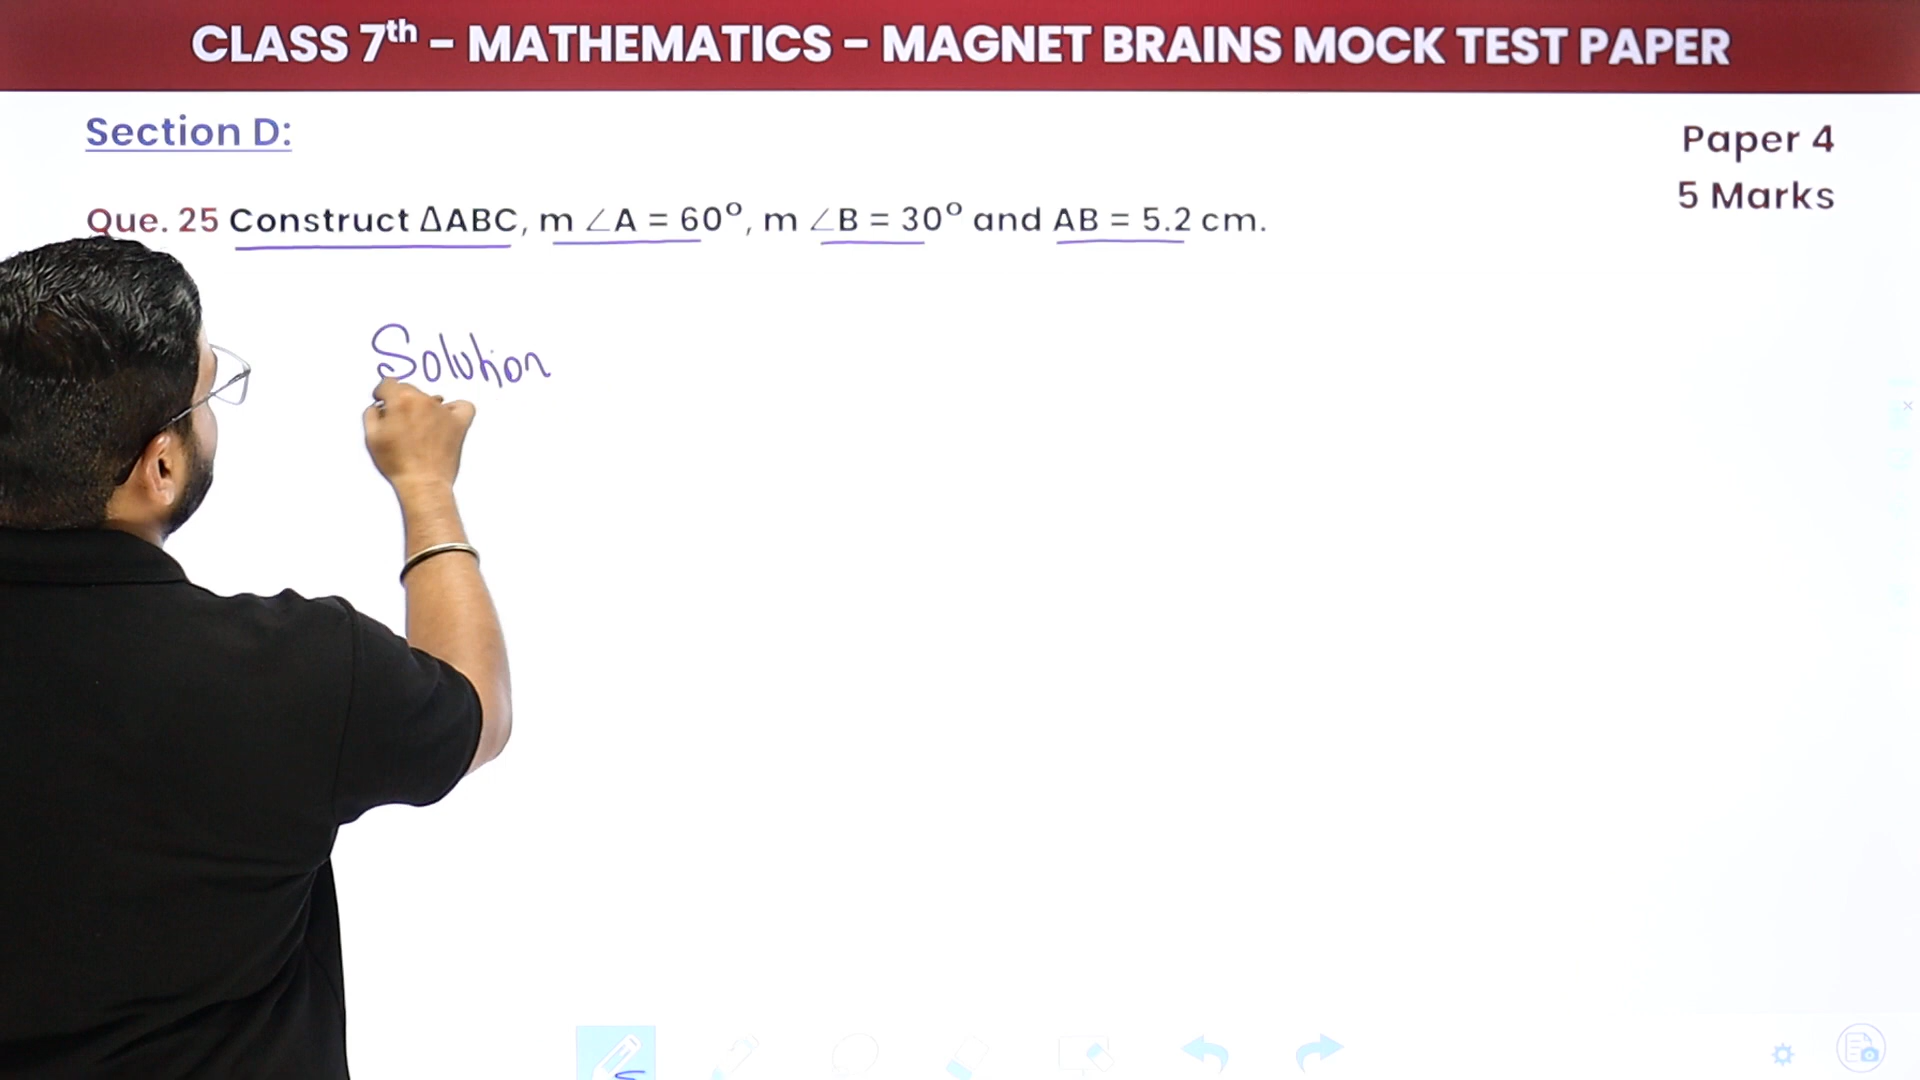 CLASS 7th – MATHEMATICS – MAGNET BRAINS MOCK TEST PAPER
Section D:
Paper 4
5 Marks
Que. 25 Construct ΔABC, m ∠A = 60°, m ∠B = 30° and AB = 5.2 cm.
Solution